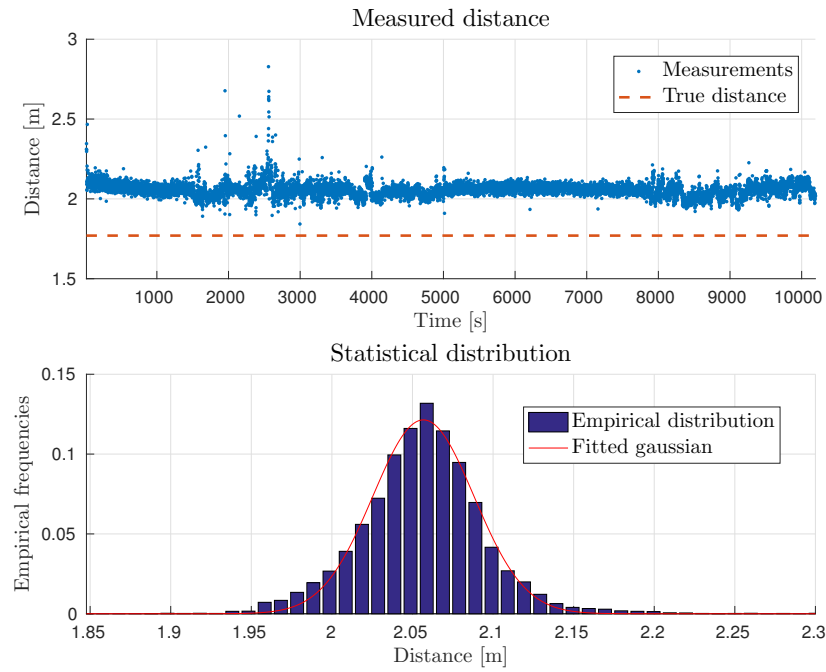 Measured distance
3
2.5
2
1.5
Distance [m]
Measurements
True distance
1000 2000 3000 4000 5000 6000 7000 8000 9000 10000
Time [s]
Statistical distribution
0.15
0.1
0.05
0
Empirical frequencies
Empirical distribution
Fitted gaussian
1.85 1.9 1.95 2 2.05 2.1 2.15 2.2 2.25 2.3
Distance [m]